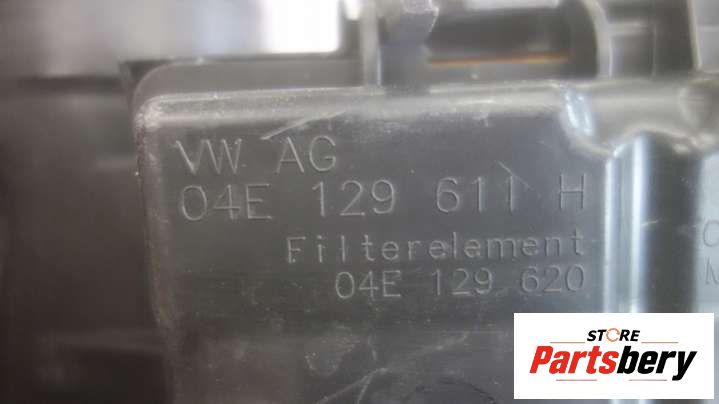 VW AG
04E 129 611 H
Filterelement
04E 129 620
STORE
Partsbery